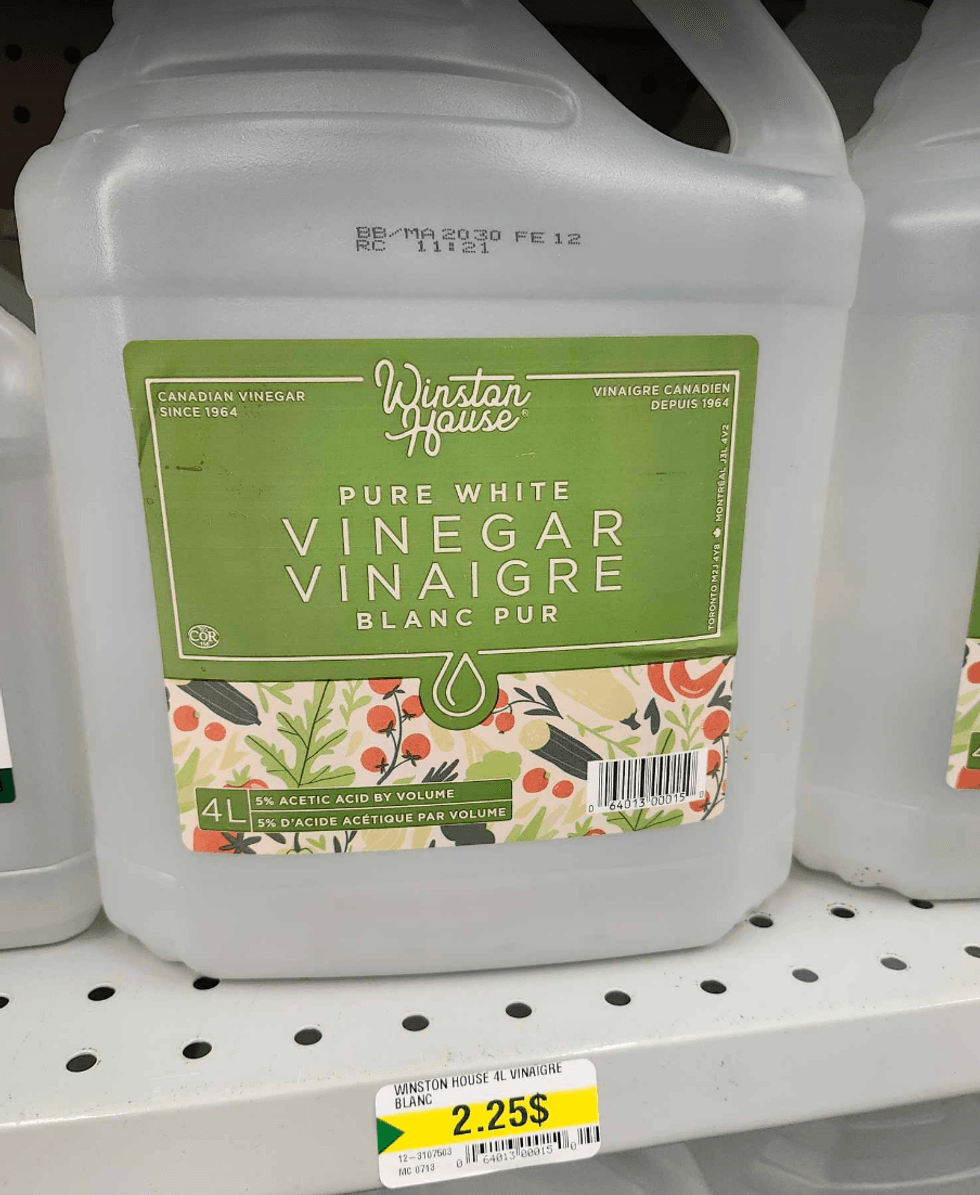 BB/MA 2030 FE 12
RC 11:21
CANADIAN VINEGAR
SINCE 1964
Winston
House®
VINAIGRE CANADIEN
DEPUIS 1964
PURE WHITE
VINEGAR
VINAIGRE
BLANC PUR
TORONTO M2J 4V8 MONTREAL J3L 4V2
COR
4L
5% ACETIC ACID BY VOLUME
5% D'ACIDE ACÉTIQUE PAR VOLUME
0 64013 00015 0
WINSTON HOUSE 4L VINAIGRE
BLANC
2.25$
12-3107503
MC 0713
0 64013 00015 0